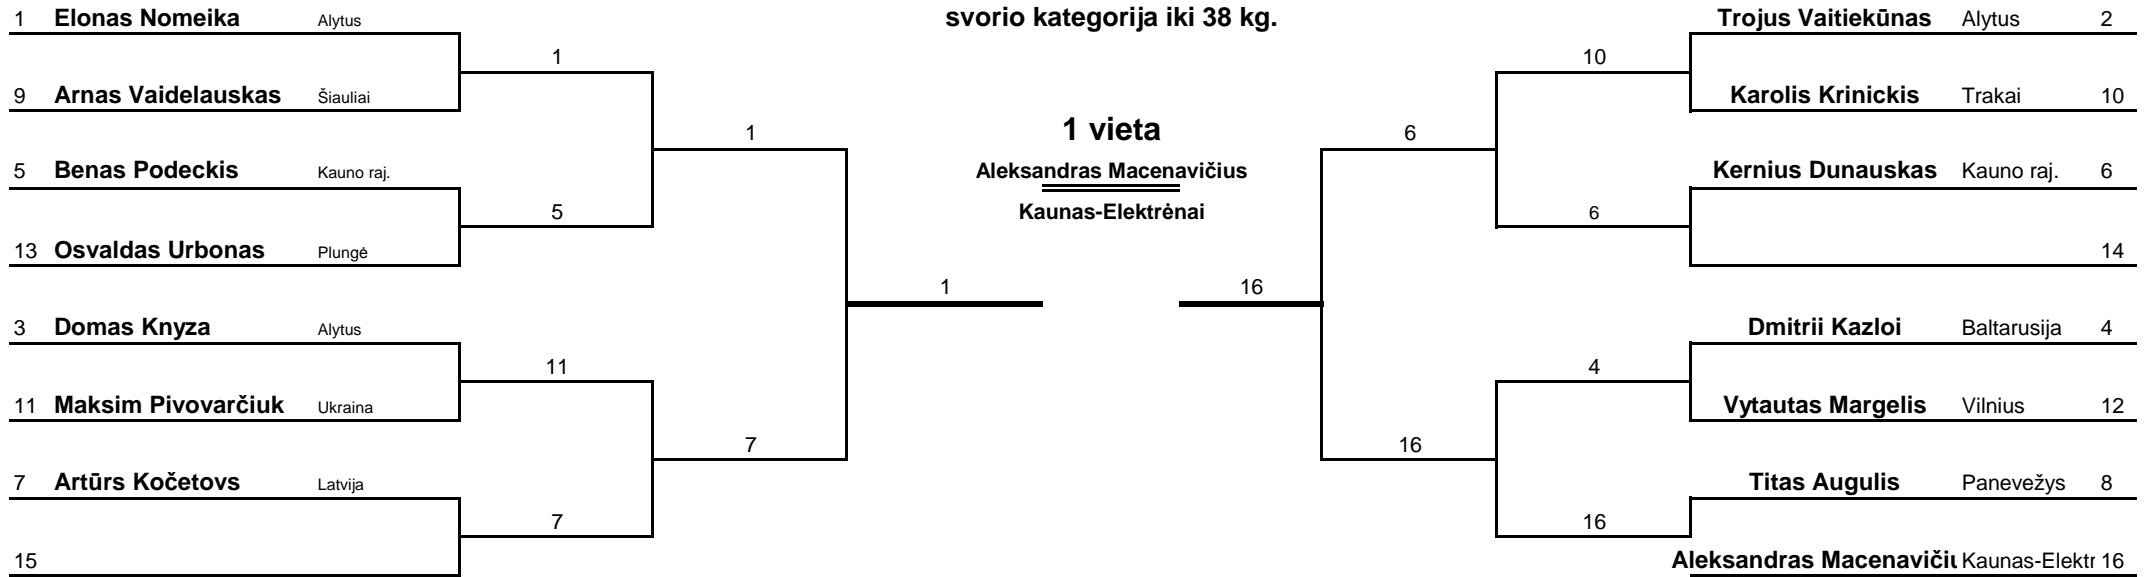 1 Elonas Nomeika Alytus svorio kategorija iki 38 kg. Trojus Vaitiekūnas Alytus 2
1 10
9 Arnas Vaidelauskas Šiauliai Karolis Krinickis Trakai 10
1 1 vieta 6
5 Benas Podeckis Kauno raj. Aleksandras Macenavičius Kernius Dunauskas Kauno raj. 6
5 Kaunas-Elektrėnai 6
13 Osvaldas Urbonas Plungė 14
1 16
3 Domas Knyza Alytus Dmitrii Kazloi Baltarusija 4
11 4
11 Maksim Pivovarčiuk Ukraina Vytautas Margelis Vilnius 12
7 16
7 Artūrs Kočetovs Latvija Titas Augulis Panevežys 8
7 16
15 Aleksandras Macenavičiu Kaunas-Elektr 16